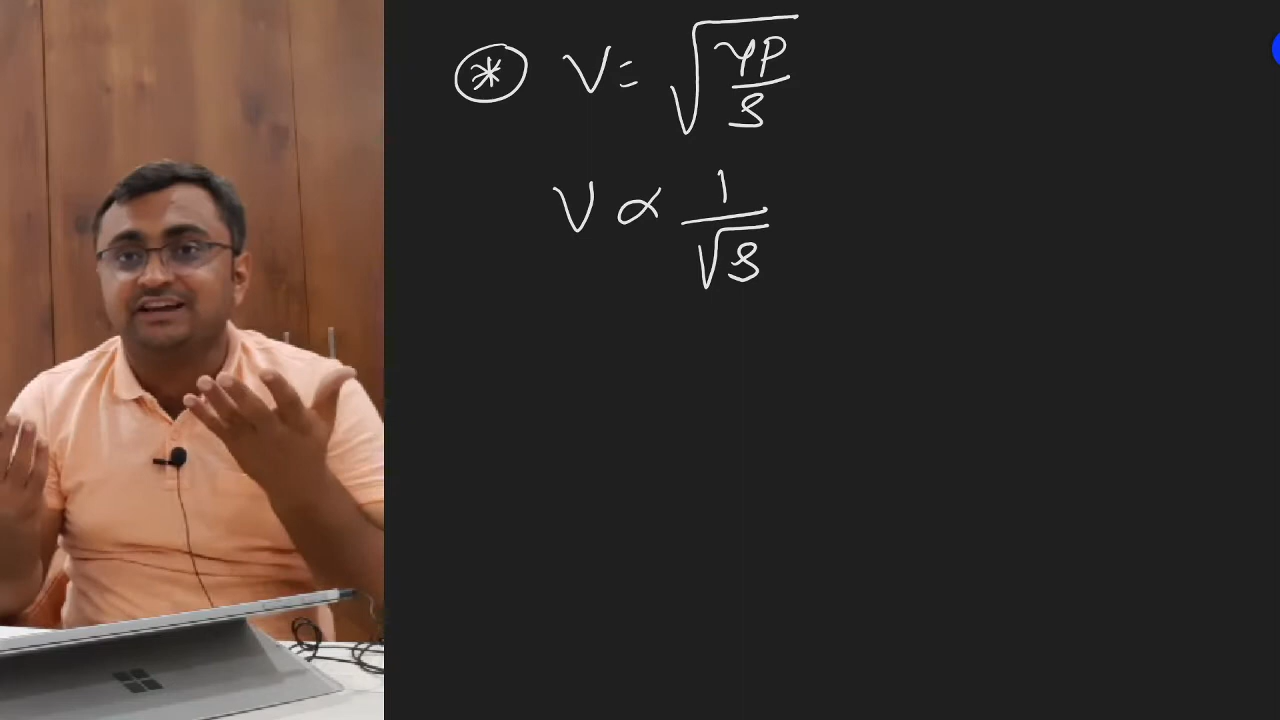 * V = √(γP/ρ)
V ∝ 1/√ρ